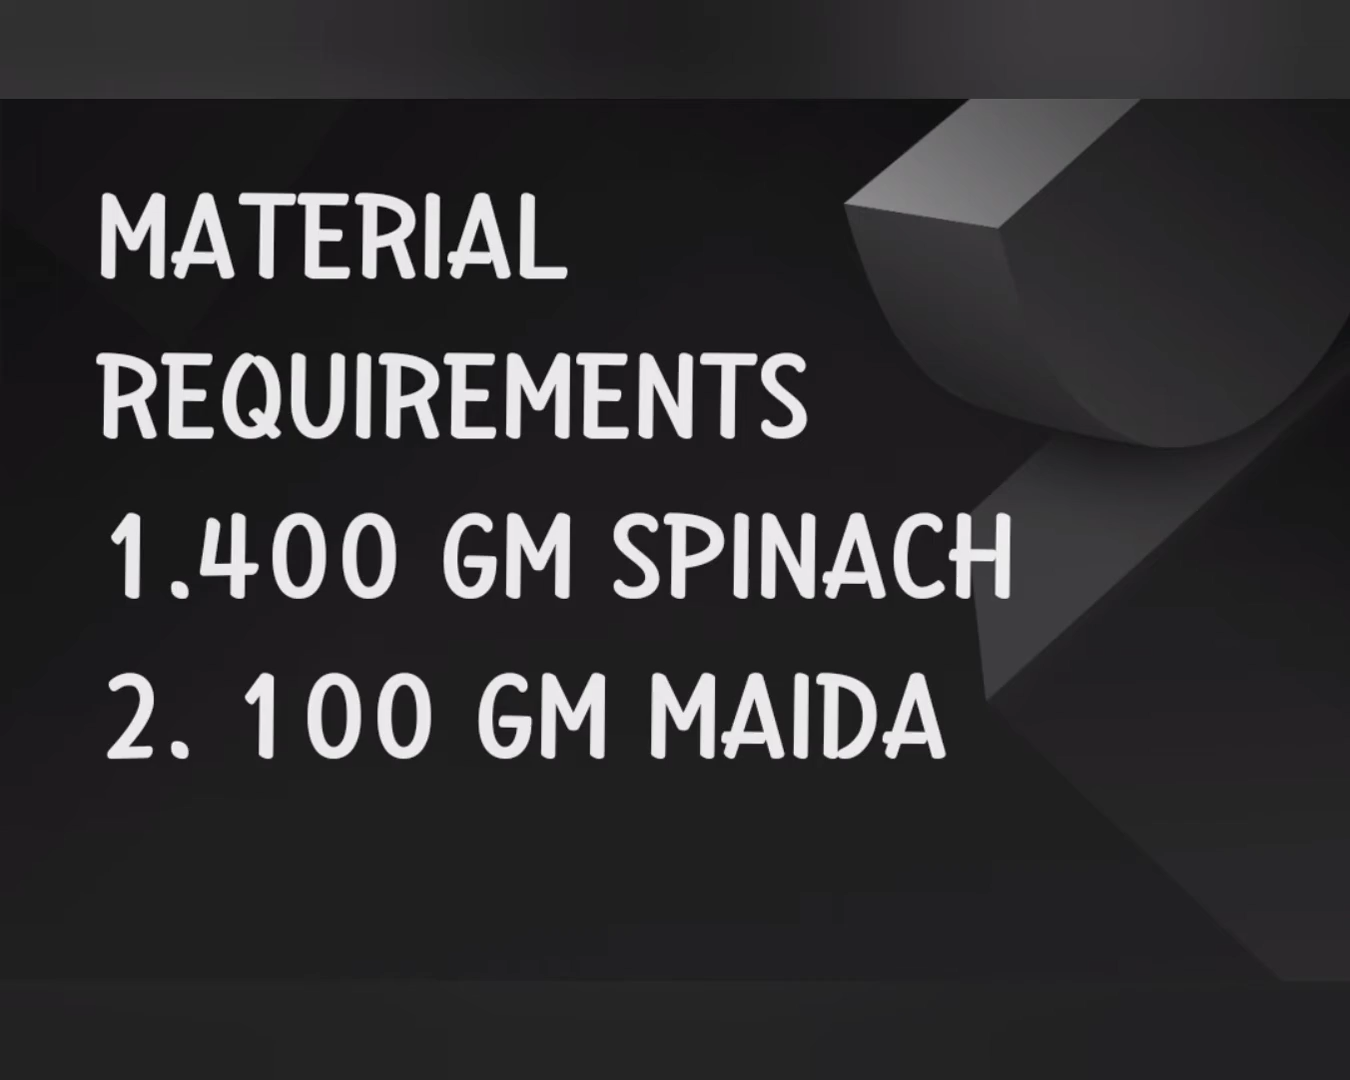 MATERIAL
REQUIREMENTS
1.400 GM SPINACH
2. 100 GM MAIDA